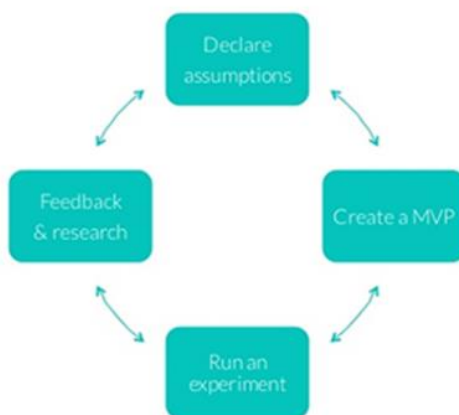 Declare
assumptions
Feedback
& research
Create a MVP
Run an
experiment